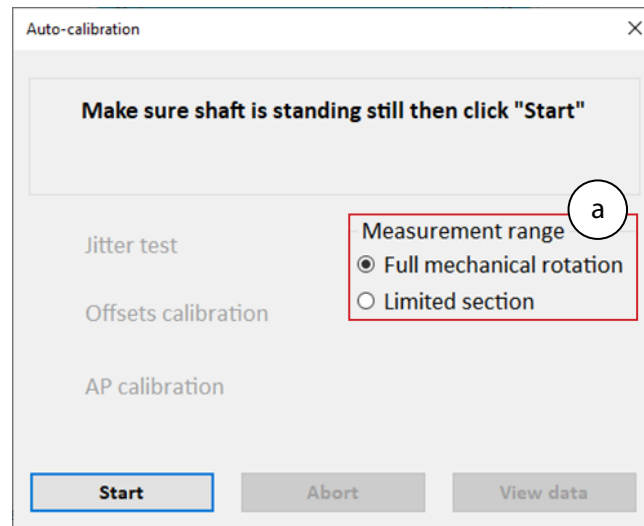 Auto-calibration
Make sure shaft is standing still then click "Start"
a
Measurement range
Jitter test
Full mechanical rotation
Limited section
Offsets calibration
AP calibration
Start
Abort
View data